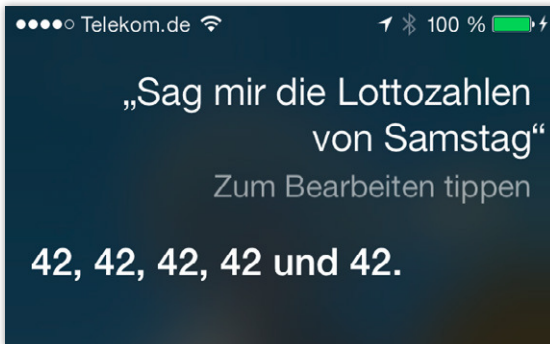 Telekom.de 100 %
„Sag mir die Lottozahlen
von Samstag“
Zum Bearbeiten tippen
42, 42, 42, 42 und 42.